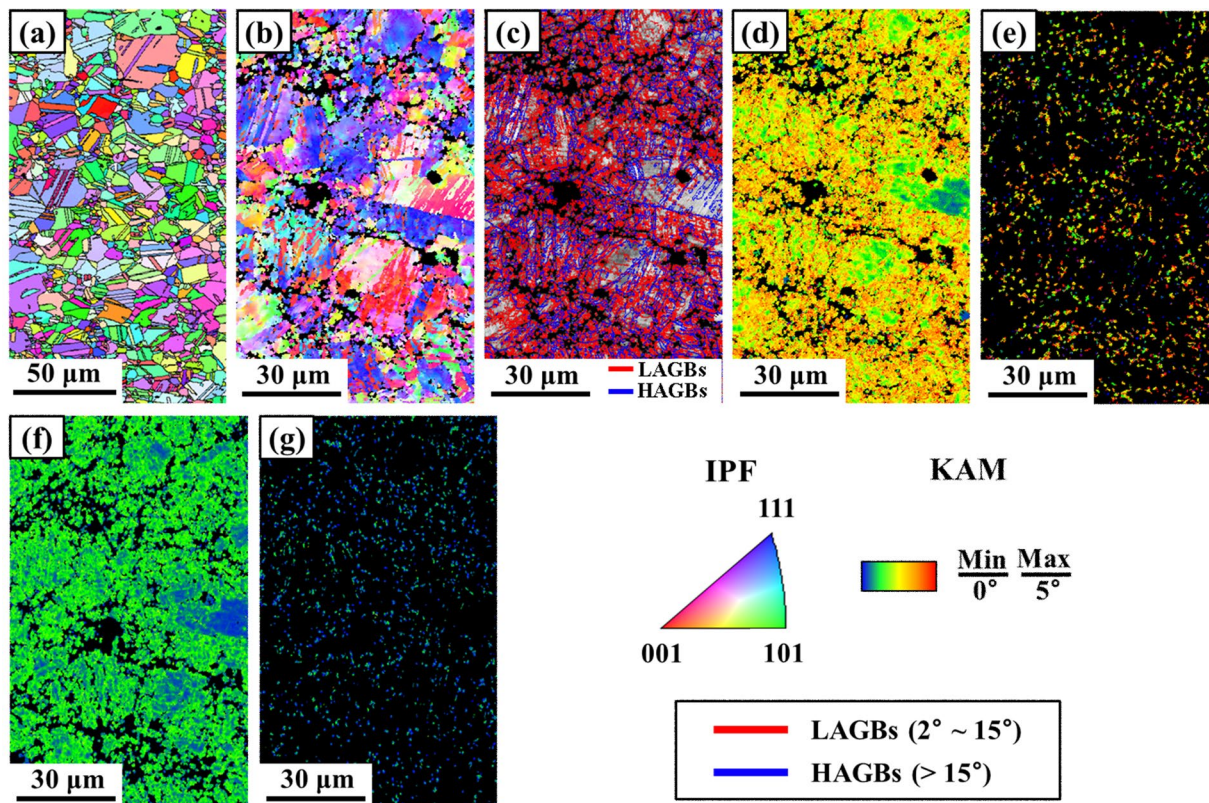 (a) (b) (c) (d) (e)
50 μm 30 μm 30 μm 30 μm 30 μm
LAGBs
HAGBs
(f) (g)
30 μm 30 μm
IPF KAM
111
001 101
Min Max
0° 5°
LAGBs (2° ~ 15°)
HAGBs (> 15°)